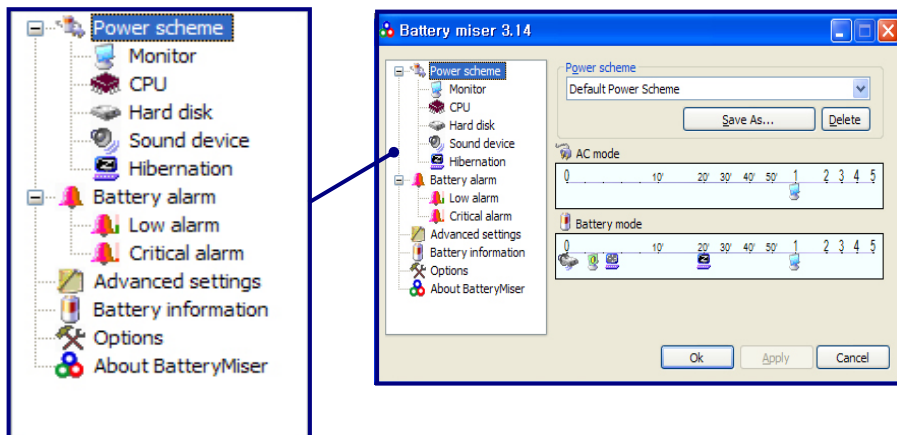 Power scheme
Monitor
CPU
Hard disk
Sound device
Hibernation
Battery alarm
Low alarm
Critical alarm
Advanced settings
Battery information
Options
About BatteryMiser
Battery miser 3.14
Power scheme
Monitor
CPU
Hard disk
Sound device
Hibernation
Battery alarm
Low alarm
Critical alarm
Advanced settings
Battery information
Options
About BatteryMiser
Power scheme
Default Power Scheme
Save As... Delete
AC mode
0 10' 20' 30' 40' 50' 1 2 3 4 5
Battery mode
0 10' 20' 30' 40' 50' 1 2 3 4 5
Ok Apply Cancel